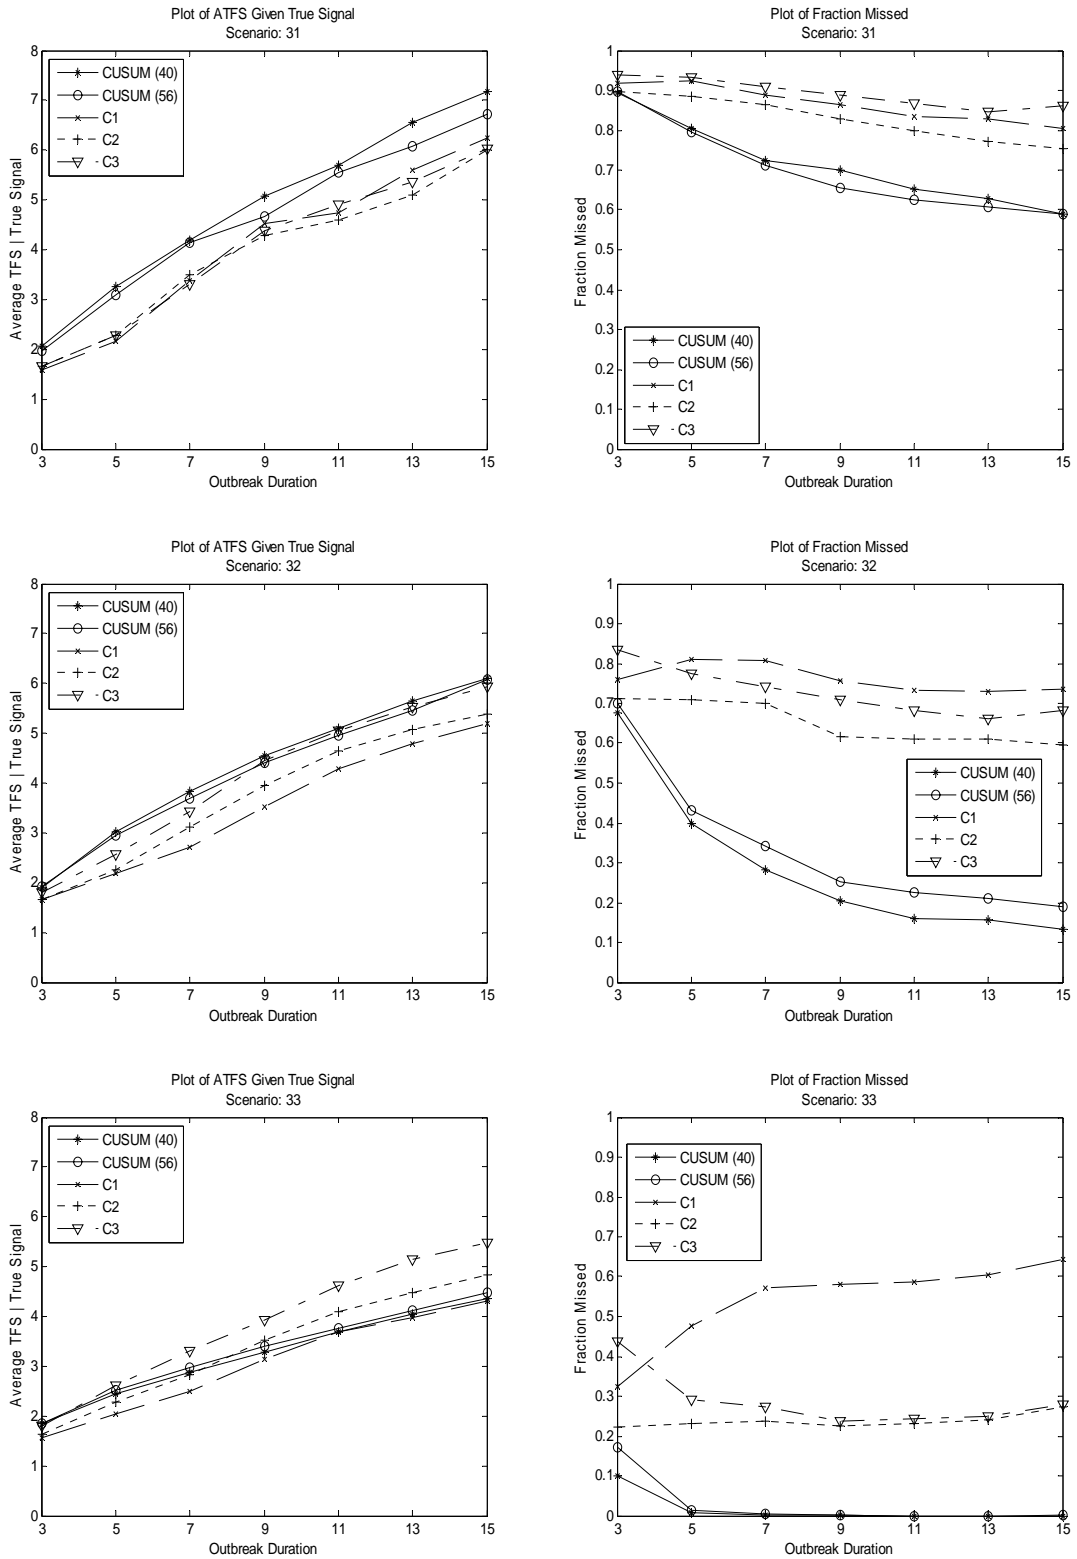 Plot of ATFS Given True Signal
Scenario: 31
8
7
6
5
4
3
2
1
0
Average TFS | True Signal
CUSUM (40)
CUSUM (56)
C1
C2
C3
3 5 7 9 11 13 15
Outbreak Duration
Plot of Fraction Missed
Scenario: 31
1
0.9
0.8
0.7
0.6
0.5
0.4
0.3
0.2
0.1
0
Fraction Missed
CUSUM (40)
CUSUM (56)
C1
C2
C3
3 5 7 9 11 13 15
Outbreak Duration
Plot of ATFS Given True Signal
Scenario: 32
8
7
6
5
4
3
2
1
0
Average TFS | True Signal
CUSUM (40)
CUSUM (56)
C1
C2
C3
3 5 7 9 11 13 15
Outbreak Duration
Plot of Fraction Missed
Scenario: 32
1
0.9
0.8
0.7
0.6
0.5
0.4
0.3
0.2
0.1
0
Fraction Missed
CUSUM (40)
CUSUM (56)
C1
C2
C3
3 5 7 9 11 13 15
Outbreak Duration
Plot of ATFS Given True Signal
Scenario: 33
8
7
6
5
4
3
2
1
0
Average TFS | True Signal
CUSUM (40)
CUSUM (56)
C1
C2
C3
3 5 7 9 11 13 15
Outbreak Duration
Plot of Fraction Missed
Scenario: 33
1
0.9
0.8
0.7
0.6
0.5
0.4
0.3
0.2
0.1
0
Fraction Missed
CUSUM (40)
CUSUM (56)
C1
C2
C3
3 5 7 9 11 13 15
Outbreak Duration